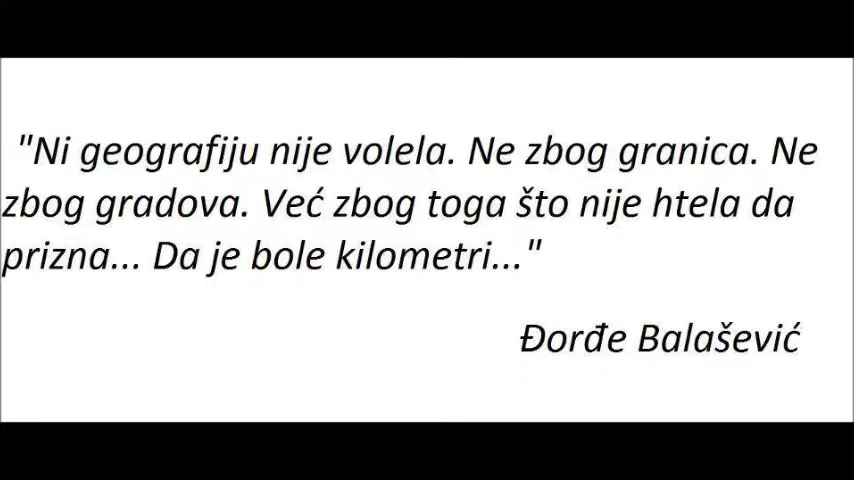 "Ni geografiju nije volela. Ne zbog granica. Ne
zbog gradova. Već zbog toga što nije htela da
prizna... Da je bole kilometri..."
Đorđe Balašević